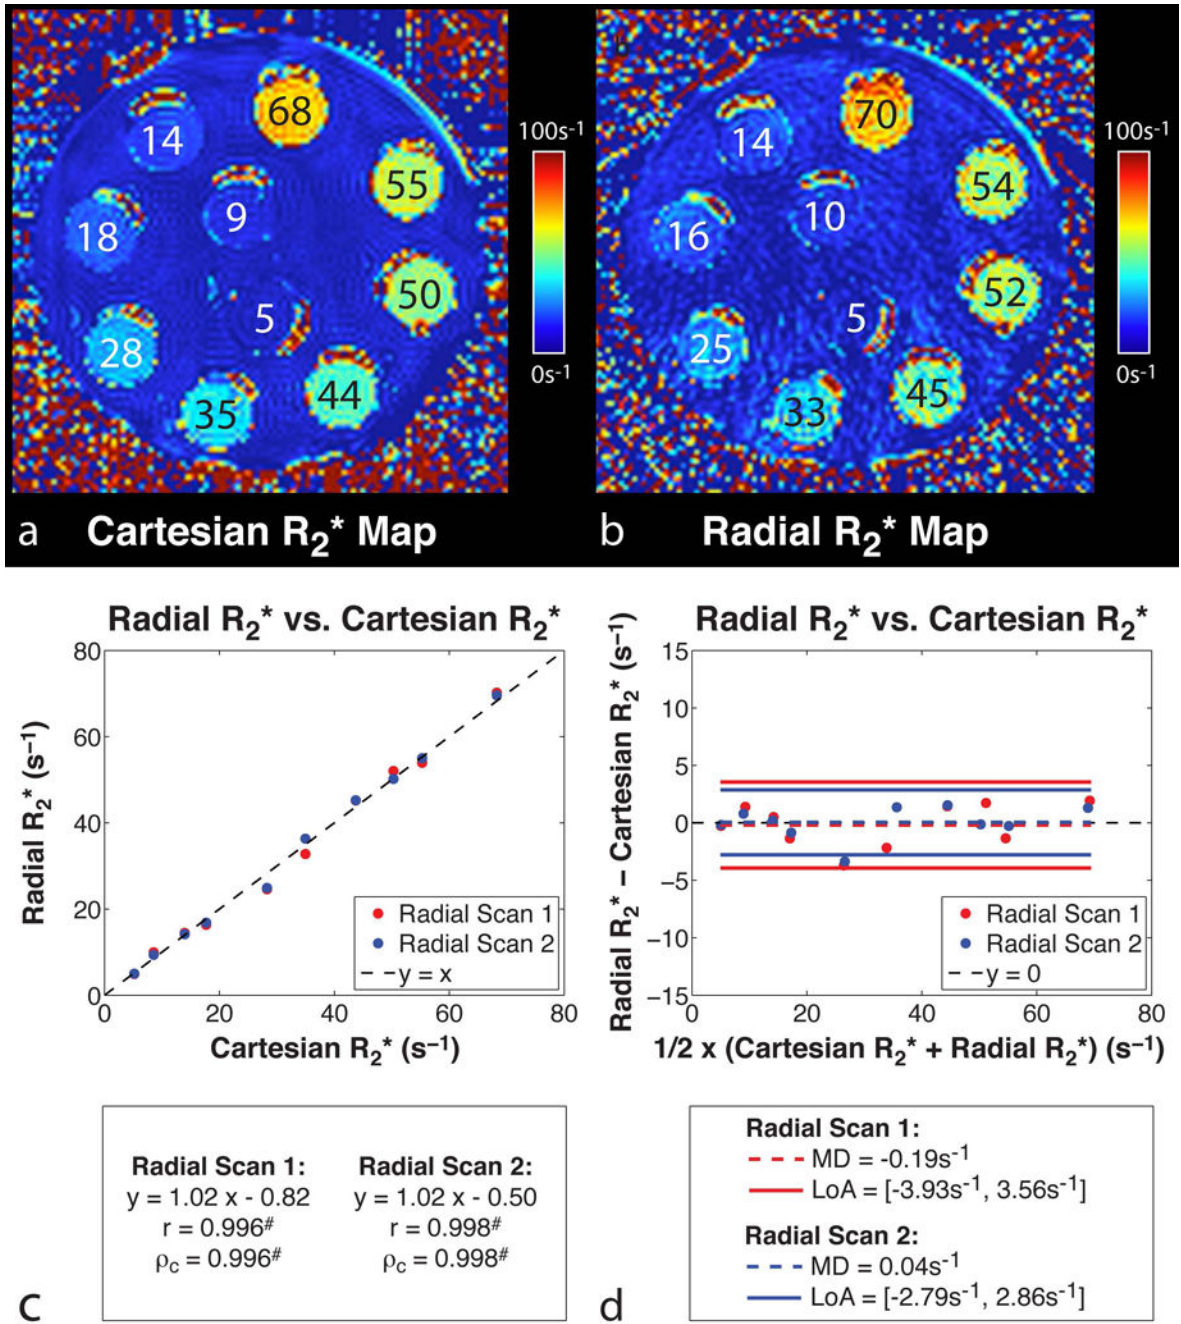 68
14
55
9
18
50
5
28
44
35
100s⁻¹
0s⁻¹
a Cartesian R₂* Map
70
14
54
10
16
52
5
25
45
33
100s⁻¹
0s⁻¹
b Radial R₂* Map
Radial R₂* vs. Cartesian R₂*
Radial R₂* (s⁻¹)
80
60
40
20
0
Radial Scan 1
Radial Scan 2
y = x
0 20 40 60 80
Cartesian R₂* (s⁻¹)
Radial R₂* vs. Cartesian R₂*
Radial R₂* − Cartesian R₂* (s⁻¹)
15
10
5
0
−5
−10
−15
Radial Scan 1
Radial Scan 2
y = 0
0 20 40 60 80
1/2 x (Cartesian R₂* + Radial R₂*) (s⁻¹)
Radial Scan 1:
y = 1.02 x - 0.82
r = 0.996#
ρc = 0.996#
Radial Scan 2:
y = 1.02 x - 0.50
r = 0.998#
ρc = 0.998#
c
Radial Scan 1:
MD = -0.19s⁻¹
LoA = [-3.93s⁻¹, 3.56s⁻¹]
Radial Scan 2:
MD = 0.04s⁻¹
LoA = [-2.79s⁻¹, 2.86s⁻¹]
d